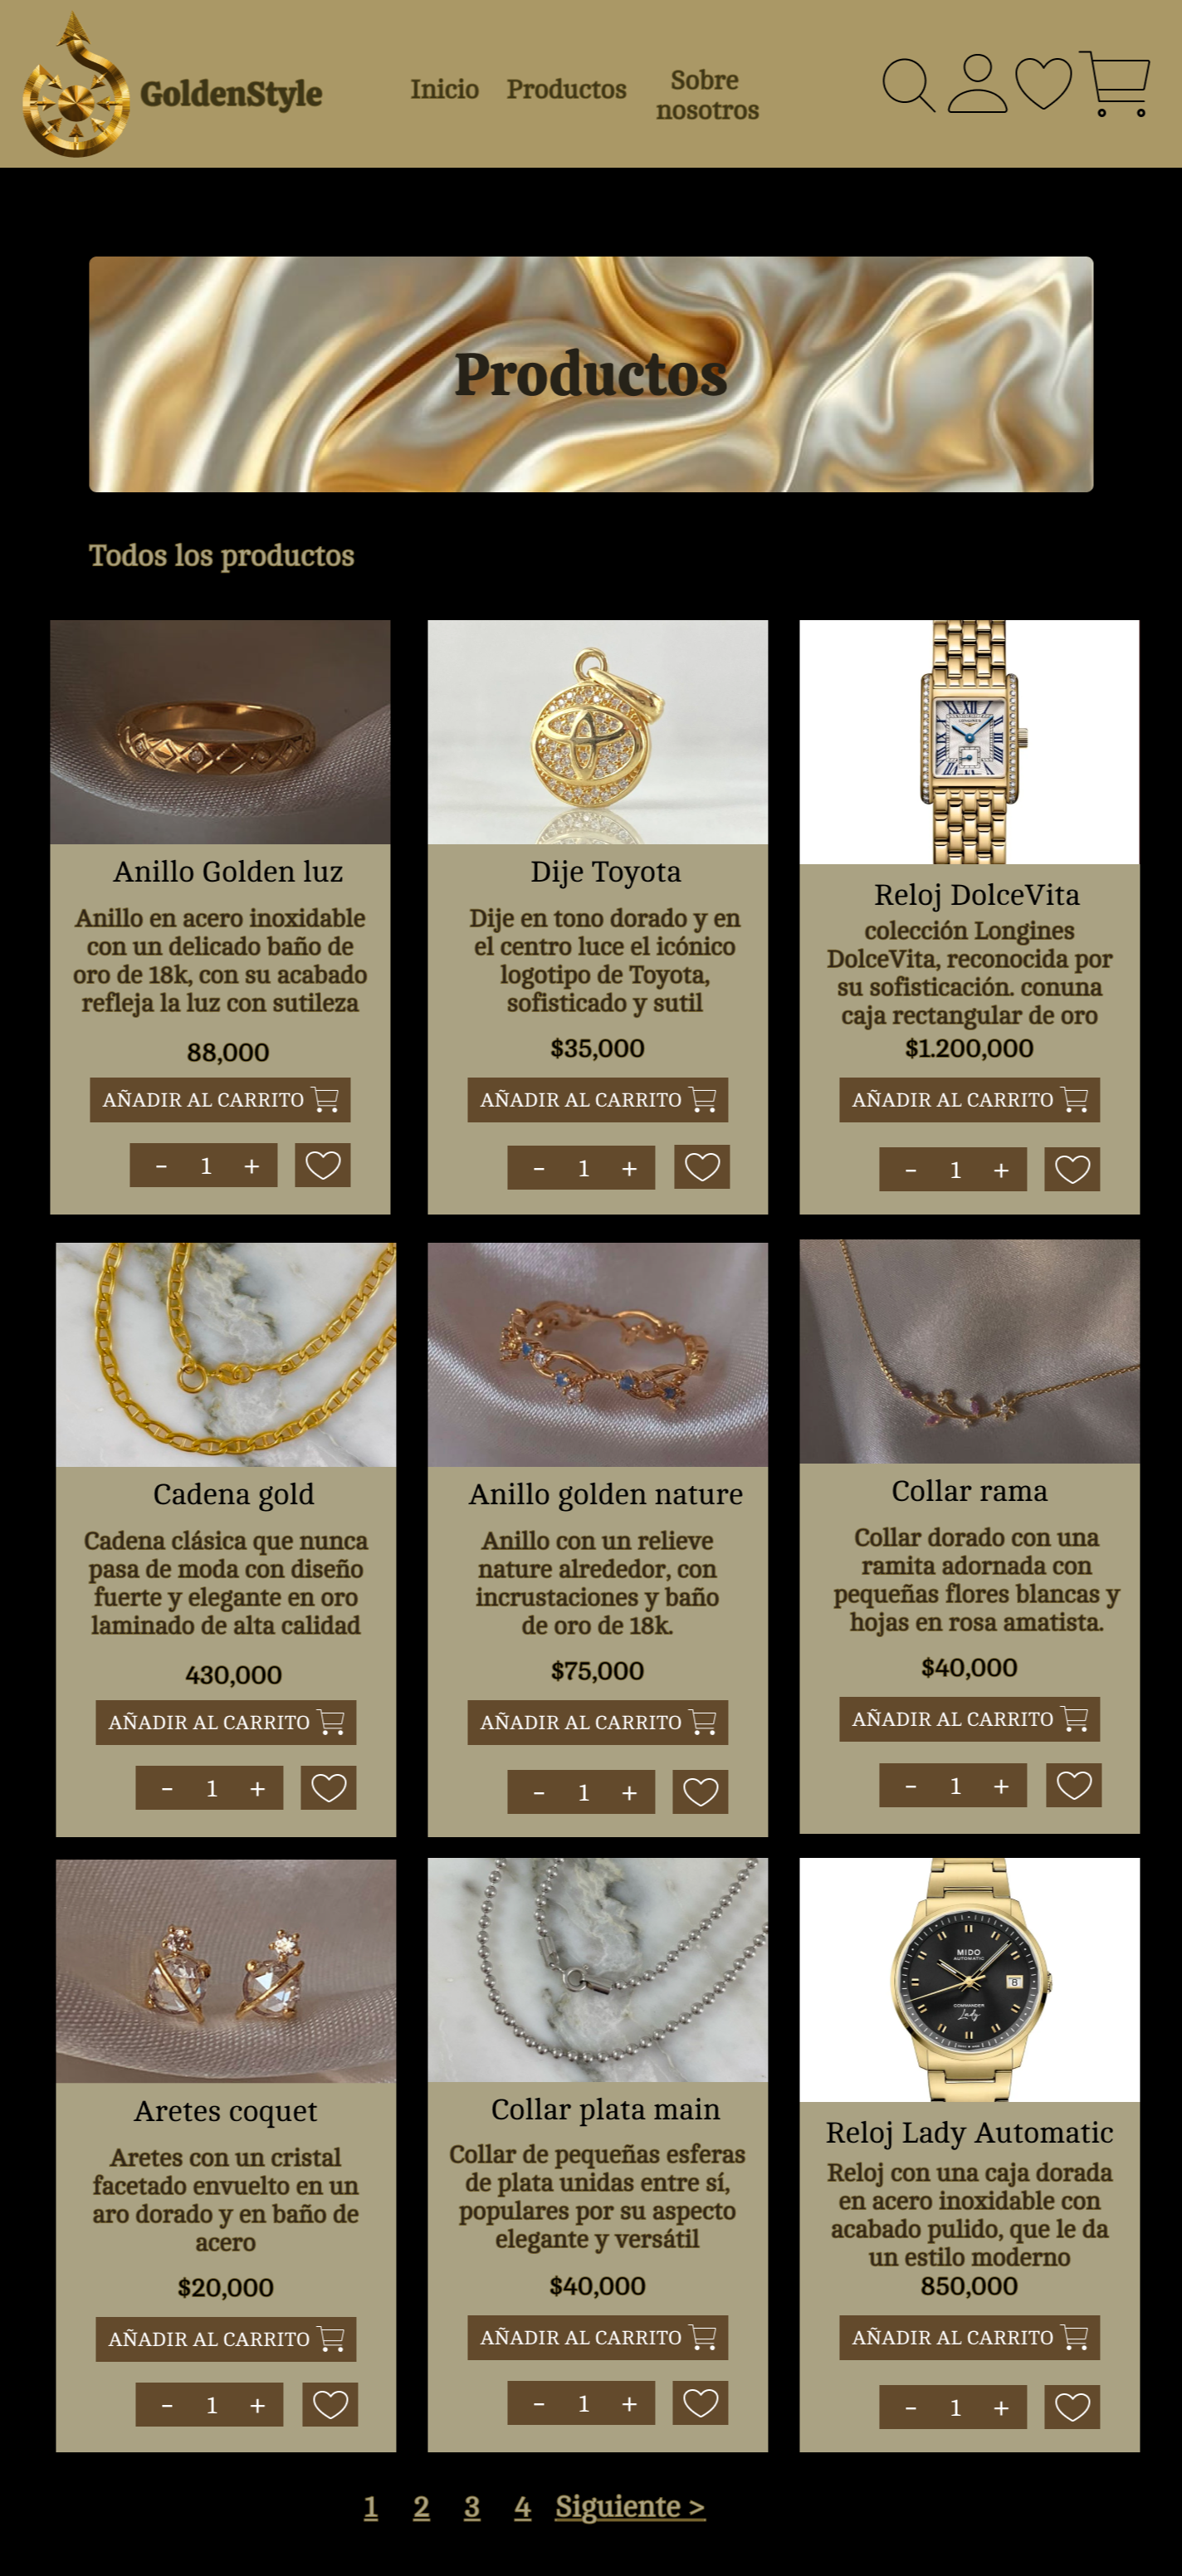 GoldenStyle
Inicio
Productos
Sobre
nosotros
Productos
Todos los productos
Anillo Golden luz
Anillo en acero inoxidable
con un delicado baño de
oro de 18k, con su acabado
refleja la luz con sutileza
88,000
AÑADIR AL CARRITO
- 1 +
Dije Toyota
Dije en tono dorado y en
el centro luce el icónico
logotipo de Toyota,
sofisticado y sutil
$35,000
AÑADIR AL CARRITO
- 1 +
LONGINES
Reloj DolceVita
colección Longines
DolceVita, reconocida por
su sofisticación. conuna
caja rectangular de oro
$1.200,000
AÑADIR AL CARRITO
- 1 +
Cadena gold
Cadena clásica que nunca
pasa de moda con diseño
fuerte y elegante en oro
laminado de alta calidad
430,000
AÑADIR AL CARRITO
- 1 +
Anillo golden nature
Anillo con un relieve
nature alrededor, con
incrustaciones y baño
de oro de 18k.
$75,000
AÑADIR AL CARRITO
- 1 +
Collar rama
Collar dorado con una
ramita adornada con
pequeñas flores blancas y
hojas en rosa amatista.
$40,000
AÑADIR AL CARRITO
- 1 +
Aretes coquet
Aretes con un cristal
facetado envuelto en un
aro dorado y en baño de
acero
$20,000
AÑADIR AL CARRITO
- 1 +
Collar plata main
Collar de pequeñas esferas
de plata unidas entre sí,
populares por su aspecto
elegante y versátil
$40,000
AÑADIR AL CARRITO
- 1 +
MIDO
AUTOMATIC
8
COMMANDER
Lady
Reloj Lady Automatic
Reloj con una caja dorada
en acero inoxidable con
acabado pulido, que le da
un estilo moderno
850,000
AÑADIR AL CARRITO
- 1 +
1 2 3 4 Siguiente >